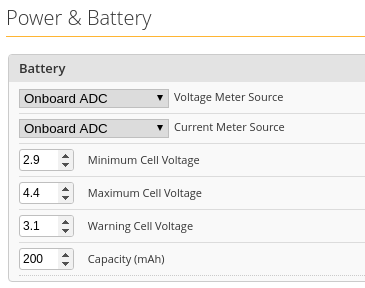 Power & Battery
Battery
Onboard ADC Voltage Meter Source
Onboard ADC Current Meter Source
2.9 Minimum Cell Voltage
4.4 Maximum Cell Voltage
3.1 Warning Cell Voltage
200 Capacity (mAh)